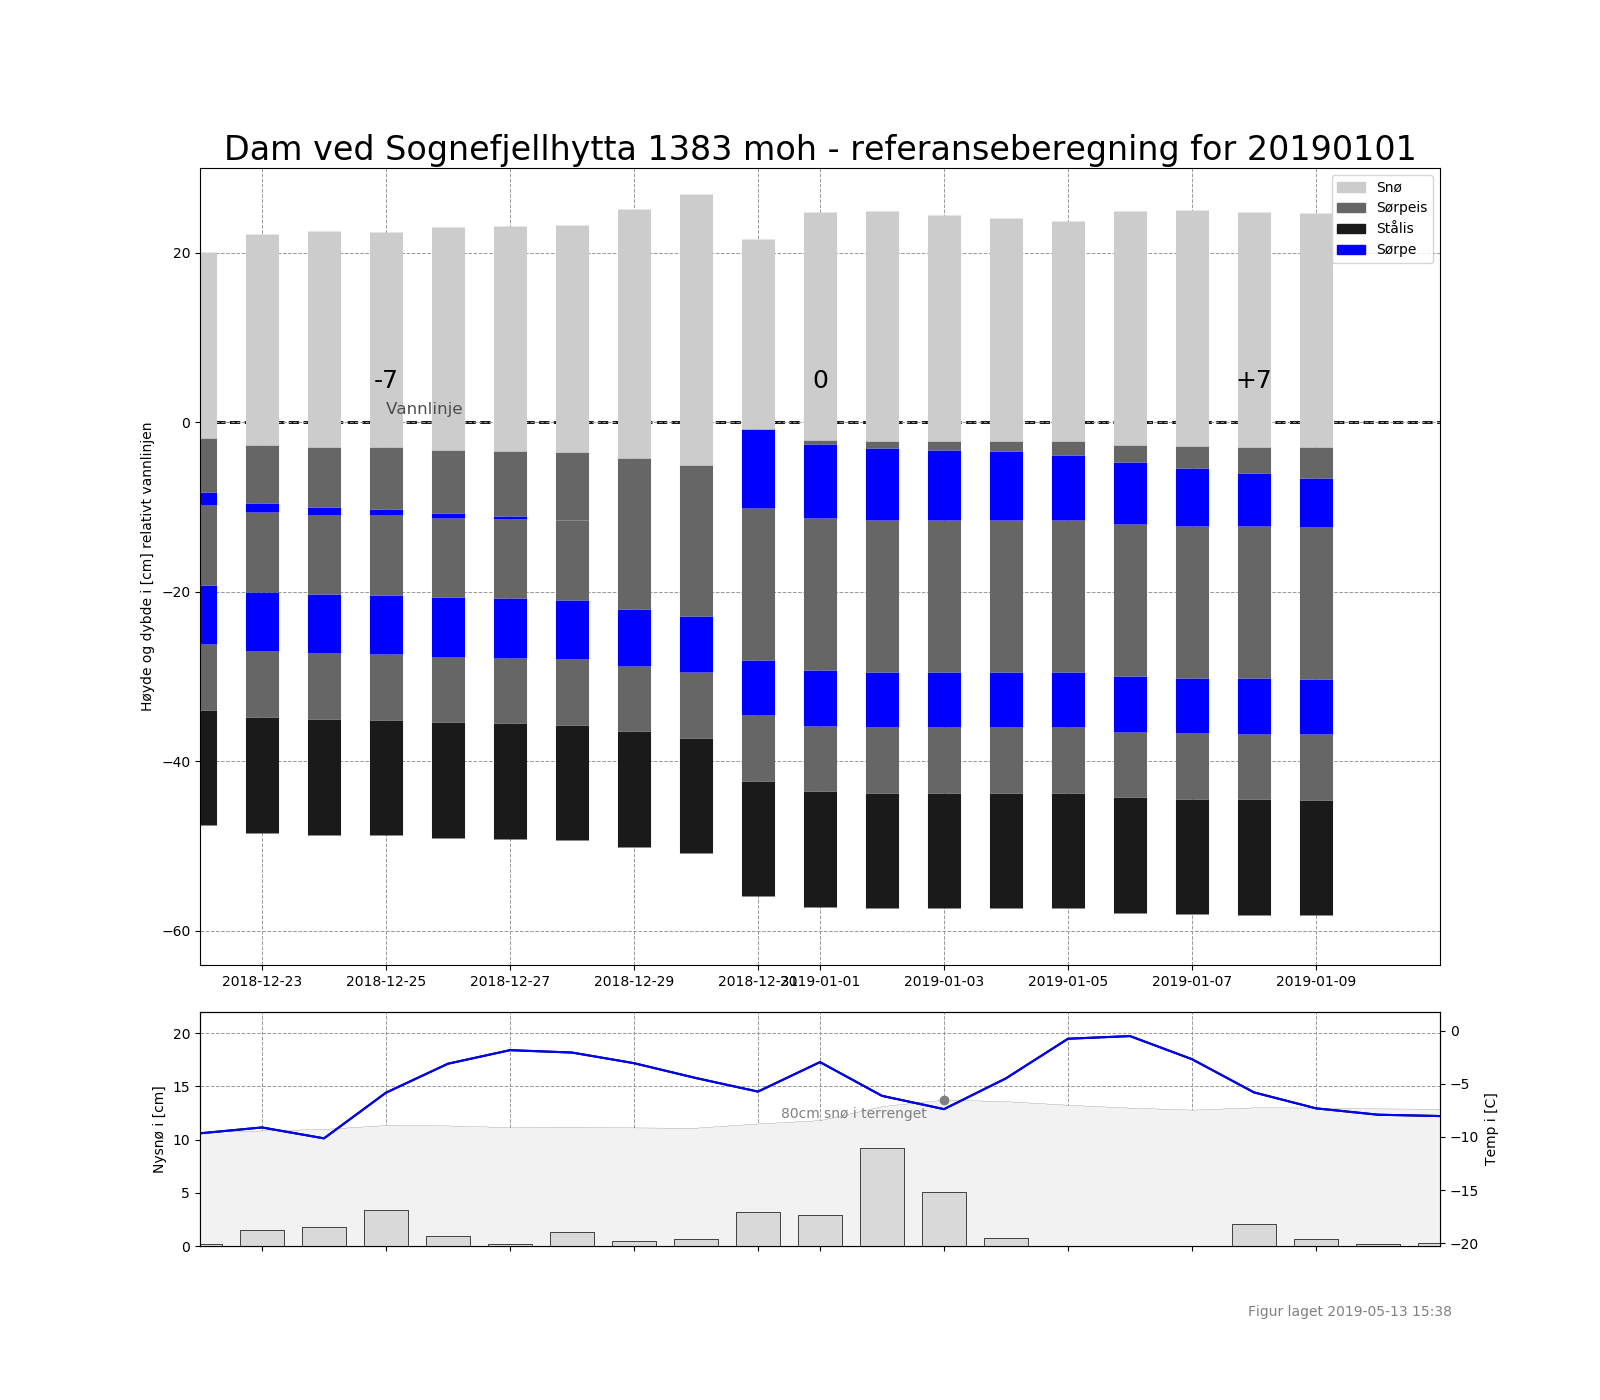 Dam ved Sognefjellhytta 1383 moh - referanseberegning for 20190101
Snø
Sørpeis
Stålis
Sørpe
20
0
−20
−40
−60
Høyde og dybde i [cm] relativt vannlinjen
-7
0
+7
Vannlinje
2018-12-23
2018-12-25
2018-12-27
2018-12-29
2018-12-31
2019-01-01
2019-01-03
2019-01-05
2019-01-07
2019-01-09
20
15
10
5
0
Nysnø i [cm]
80cm snø i terrenget
0
−5
−10
−15
−20
Temp i [C]
Figur laget 2019-05-13 15:38